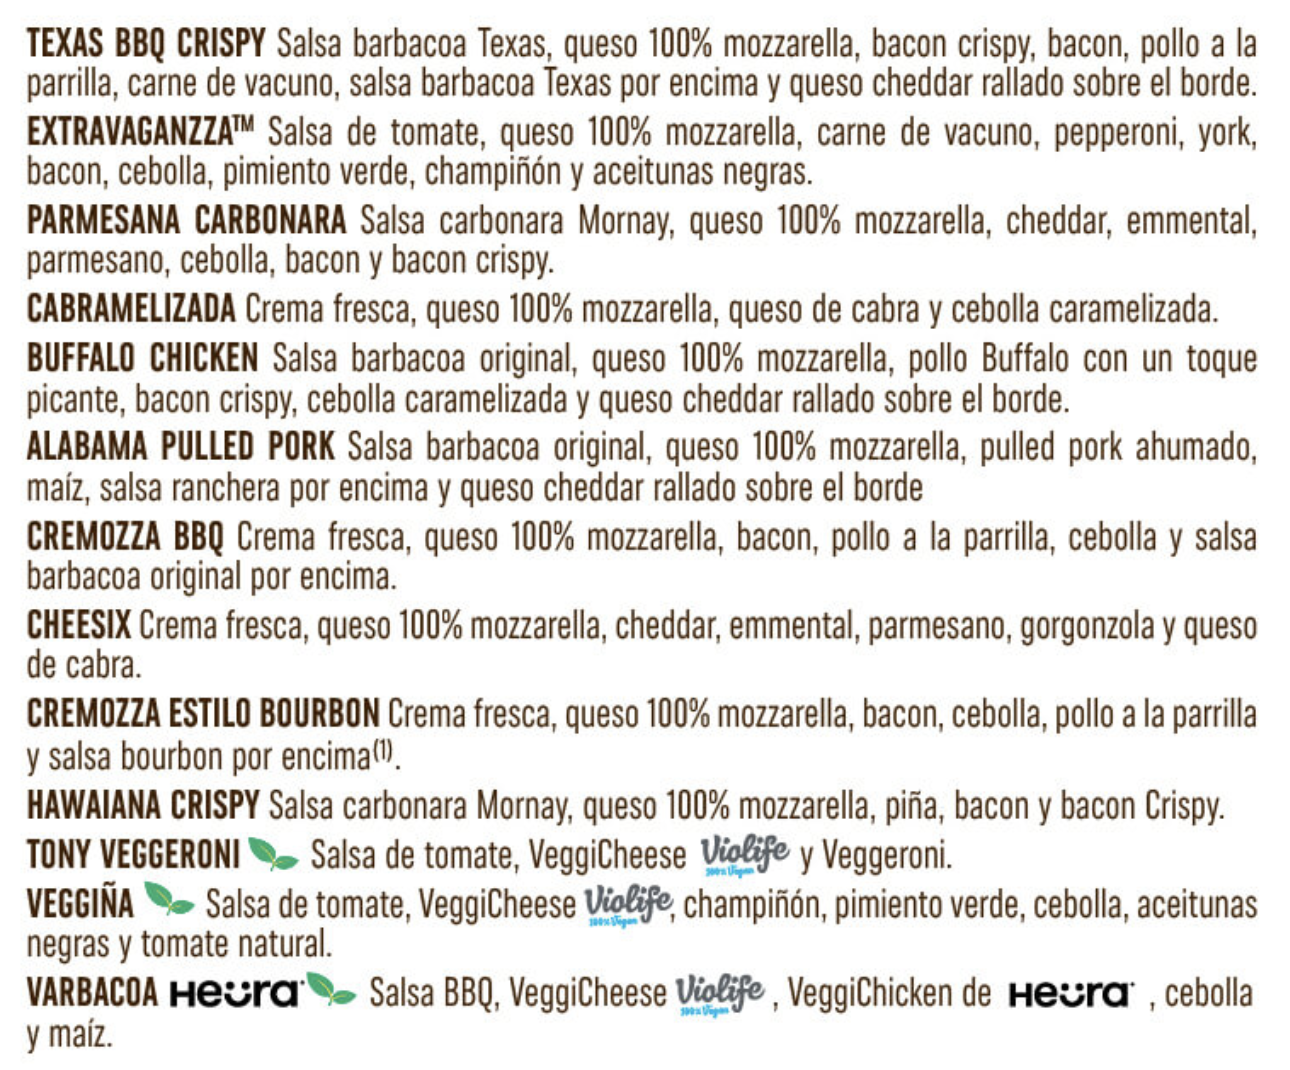 TEXAS BBQ CRISPY Salsa barbacoa Texas, queso 100% mozzarella, bacon crispy, bacon, pollo a la
parrilla, carne de vacuno, salsa barbacoa Texas por encima y queso cheddar rallado sobre el borde.
EXTRAVAGANZZA™ Salsa de tomate, queso 100% mozzarella, carne de vacuno, pepperoni, york,
bacon, cebolla, pimiento verde, champiñón y aceitunas negras.
PARMESANA CARBONARA Salsa carbonara Mornay, queso 100% mozzarella, cheddar, emmental,
parmesano, cebolla, bacon y bacon crispy.
CABRAMELIZADA Crema fresca, queso 100% mozzarella, queso de cabra y cebolla caramelizada.
BUFFALO CHICKEN Salsa barbacoa original, queso 100% mozzarella, pollo Buffalo con un toque
picante, bacon crispy, cebolla caramelizada y queso cheddar rallado sobre el borde.
ALABAMA PULLED PORK Salsa barbacoa original, queso 100% mozzarella, pulled pork ahumado,
maíz, salsa ranchera por encima y queso cheddar rallado sobre el borde
CREMOZZA BBQ Crema fresca, queso 100% mozzarella, bacon, pollo a la parrilla, cebolla y salsa
barbacoa original por encima.
CHEESIX Crema fresca, queso 100% mozzarella, cheddar, emmental, parmesano, gorgonzola y queso
de cabra.
CREMOZZA ESTILO BOURBON Crema fresca, queso 100% mozzarella, bacon, cebolla, pollo a la parrilla
y salsa bourbon por encima(1).
HAWAIANA CRISPY Salsa carbonara Mornay, queso 100% mozzarella, piña, bacon y bacon Crispy.
TONY VEGGERONI Salsa de tomate, VeggiCheese Violife 100% Vegan y Veggeroni.
VEGGIÑA Salsa de tomate, VeggiCheese Violife 100% Vegan, champiñón, pimiento verde, cebolla, aceitunas
negras y tomate natural.
VARBACOA Heura Salsa BBQ, VeggiCheese Violife 100% Vegan , VeggiChicken de Heura , cebolla
y maíz.